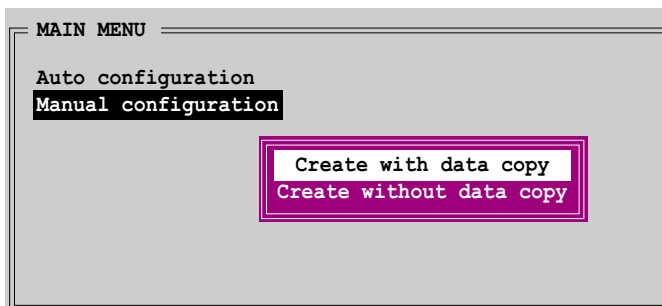 MAIN MENU
Auto configuration
Manual configuration
Create with data copy
Create without data copy